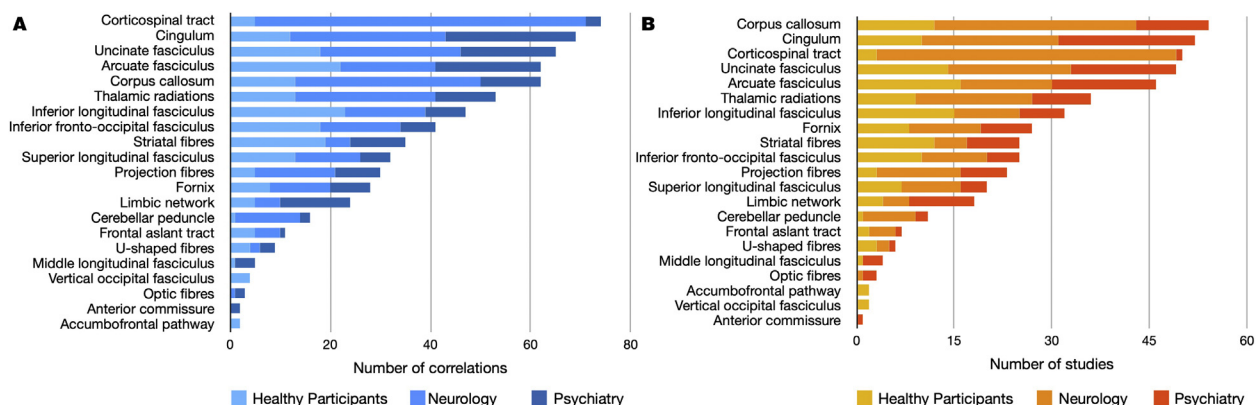 A
Corticospinal tract
Cingulum
Uncinate fasciculus
Arcuate fasciculus
Corpus callosum
Thalamic radiations
Inferior longitudinal fasciculus
Inferior fronto-occipital fasciculus
Striatal fibres
Superior longitudinal fasciculus
Projection fibres
Fornix
Limbic network
Cerebellar peduncle
Frontal aslant tract
U-shaped fibres
Middle longitudinal fasciculus
Vertical occipital fasciculus
Optic fibres
Anterior commissure
Accumbofrontal pathway
0 20 40 60 80
Number of correlations
Healthy Participants Neurology Psychiatry
B
Corpus callosum
Cingulum
Corticospinal tract
Uncinate fasciculus
Arcuate fasciculus
Thalamic radiations
Inferior longitudinal fasciculus
Fornix
Striatal fibres
Inferior fronto-occipital fasciculus
Projection fibres
Superior longitudinal fasciculus
Limbic network
Cerebellar peduncle
Frontal aslant tract
U-shaped fibres
Middle longitudinal fasciculus
Optic fibres
Accumbofrontal pathway
Vertical occipital fasciculus
Anterior commissure
0 15 30 45 60
Number of studies
Healthy Participants Neurology Psychiatry